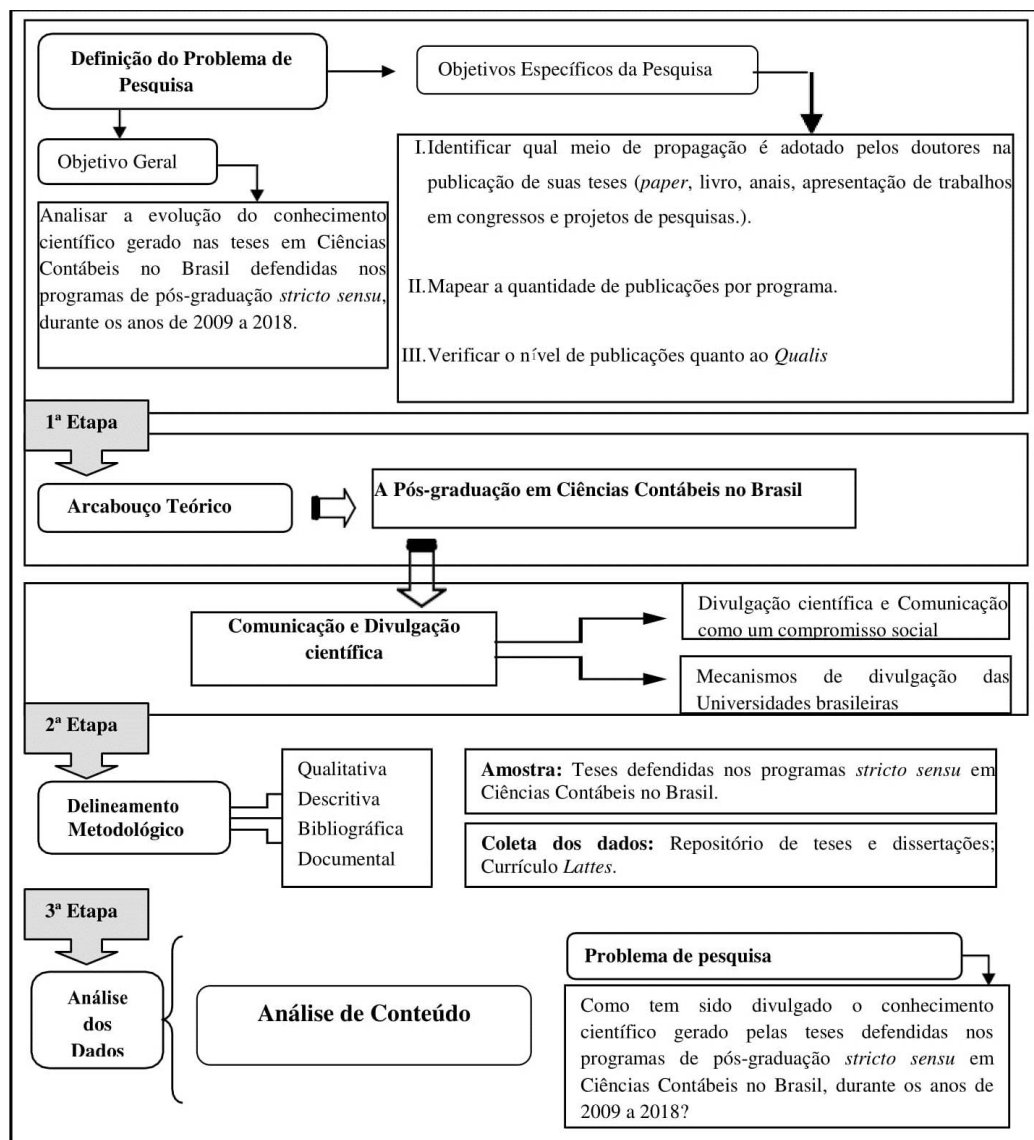 Definição do Problema de
Pesquisa
Objetivos Específicos da Pesquisa
Objetivo Geral
Analisar a evolução do conhecimento
científico gerado nas teses em Ciências
Contábeis no Brasil defendidas nos
programas de pós-graduação stricto sensu,
durante os anos de 2009 a 2018.
I.Identificar qual meio de propagação é adotado pelos doutores na
publicação de suas teses (paper, livro, anais, apresentação de trabalhos
em congressos e projetos de pesquisas.).
II.Mapear a quantidade de publicações por programa.
III.Verificar o nível de publicações quanto ao Qualis
1ª Etapa
Arcabouço Teórico
A Pós-graduação em Ciências Contábeis no Brasil
Comunicação e Divulgação
científica
Divulgação científica e Comunicação
como um compromisso social
Mecanismos de divulgação das
Universidades brasileiras
2ª Etapa
Delineamento
Metodológico
Qualitativa
Descritiva
Bibliográfica
Documental
Amostra: Teses defendidas nos programas stricto sensu em
Ciências Contábeis no Brasil.
Coleta dos dados: Repositório de teses e dissertações;
Currículo Lattes.
3ª Etapa
Análise
dos
Dados
Análise de Conteúdo
Problema de pesquisa
Como tem sido divulgado o conhecimento
científico gerado pelas teses defendidas nos
programas de pós-graduação stricto sensu em
Ciências Contábeis no Brasil, durante os anos de
2009 a 2018?